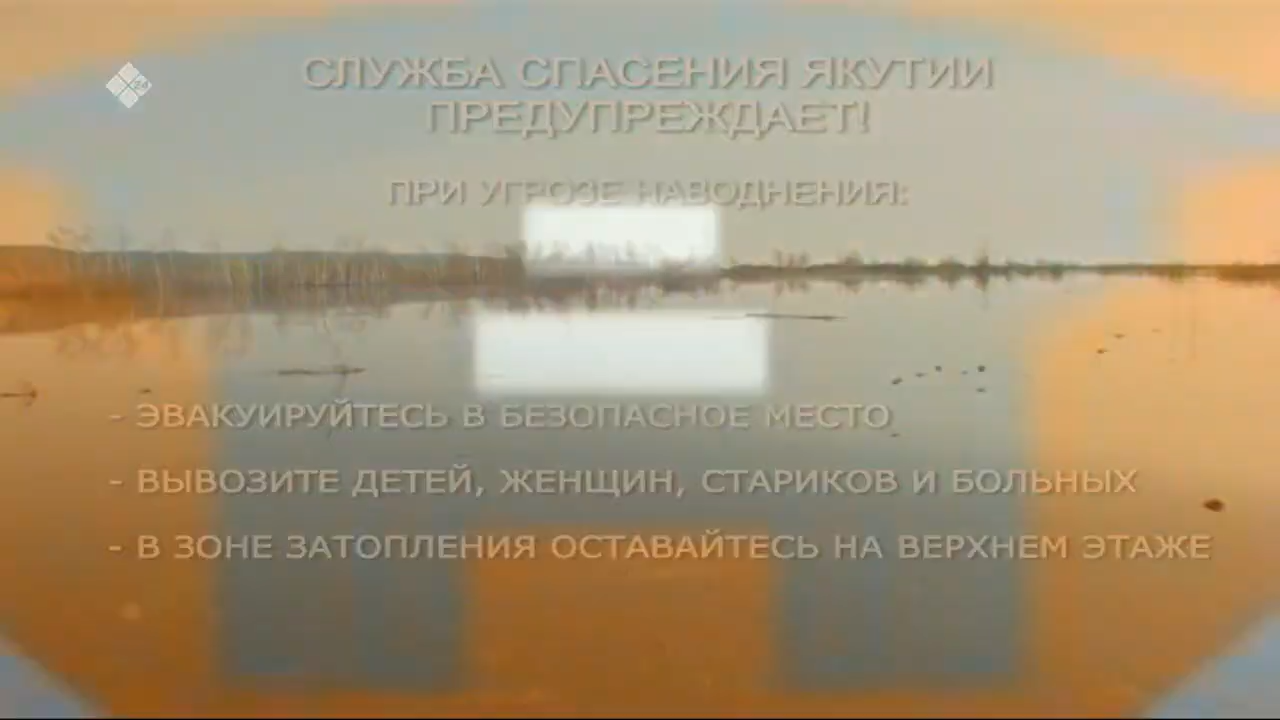 24
СЛУЖБА СПАСЕНИЯ ЯКУТИИ
ПРЕДУПРЕЖДАЕТ!
ПРИ УГРОЗЕ НАВОДНЕНИЯ:
- ЭВАКУИРУЙТЕСЬ В БЕЗОПАСНОЕ МЕСТО
- ВЫВОЗИТЕ ДЕТЕЙ, ЖЕНЩИН, СТАРИКОВ И БОЛЬНЫХ
- В ЗОНЕ ЗАТОПЛЕНИЯ ОСТАВАЙТЕСЬ НА ВЕРХНЕМ ЭТАЖЕ